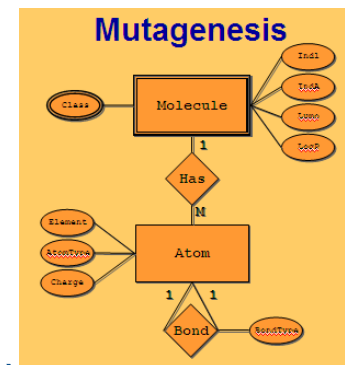 Mutagenesis
Ind1
IndA
Lumo
LogP
Class
Molecule
1
Has
M
Element
AtomType
Charge
Atom
1 1
Bond
BondType